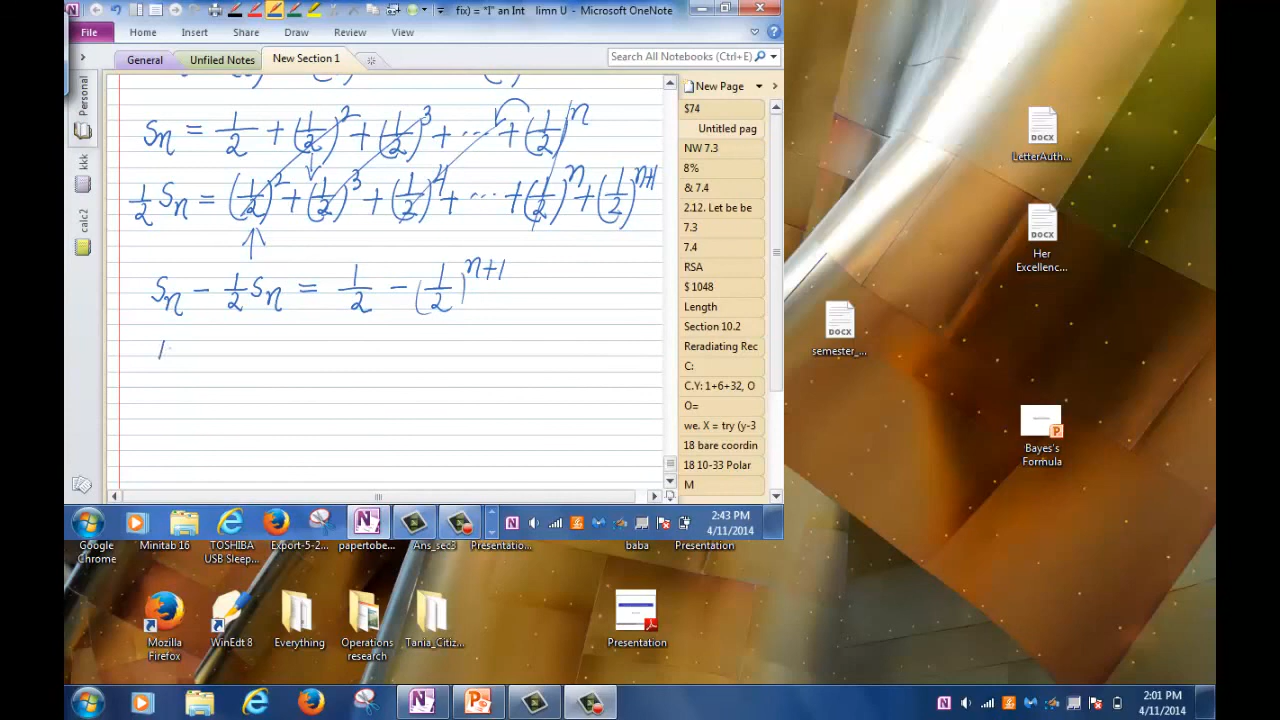 f(x) = "I" an Int limn U - Microsoft OneNote
File Home Insert Share Draw Review View
General Unfiled Notes New Section 1 Search All Notebooks (Ctrl+E)
Personal
kkk
calc2
Sn = 1/2 + (1/2)^2 + (1/2)^3 + ... + (1/2)^n
1/2 Sn = (1/2)^2 + (1/2)^3 + (1/2)^4 + ... + (1/2)^n + (1/2)^n+1
Sn - 1/2 Sn = 1/2 - (1/2)^n+1
New Page
$74
Untitled pag
NW 7.3
8%
& 7.4
2.12. Let be be
7.3
7.4
RSA
$ 1048
Length
Section 10.2
Reradiating Rec
C:
C.Y: 1+6+32, O
O=
we. X = try (y-3
18 bare coordin
18 10-33 Polar
M
LetterAuth...
Her
Excellenc...
semester_...
Bayes's
Formula
2:43 PM
4/11/2014
Google
Chrome
Minitab 16
TOSHIBA
USB Sleep...
Export-5-2...
papertobe...
Ans_sec3
Presentatio...
baba
Presentation
Mozilla
Firefox
WinEdt 8
Everything
Operations
research
Tania_Citiz...
Presentation
2:01 PM
4/11/2014